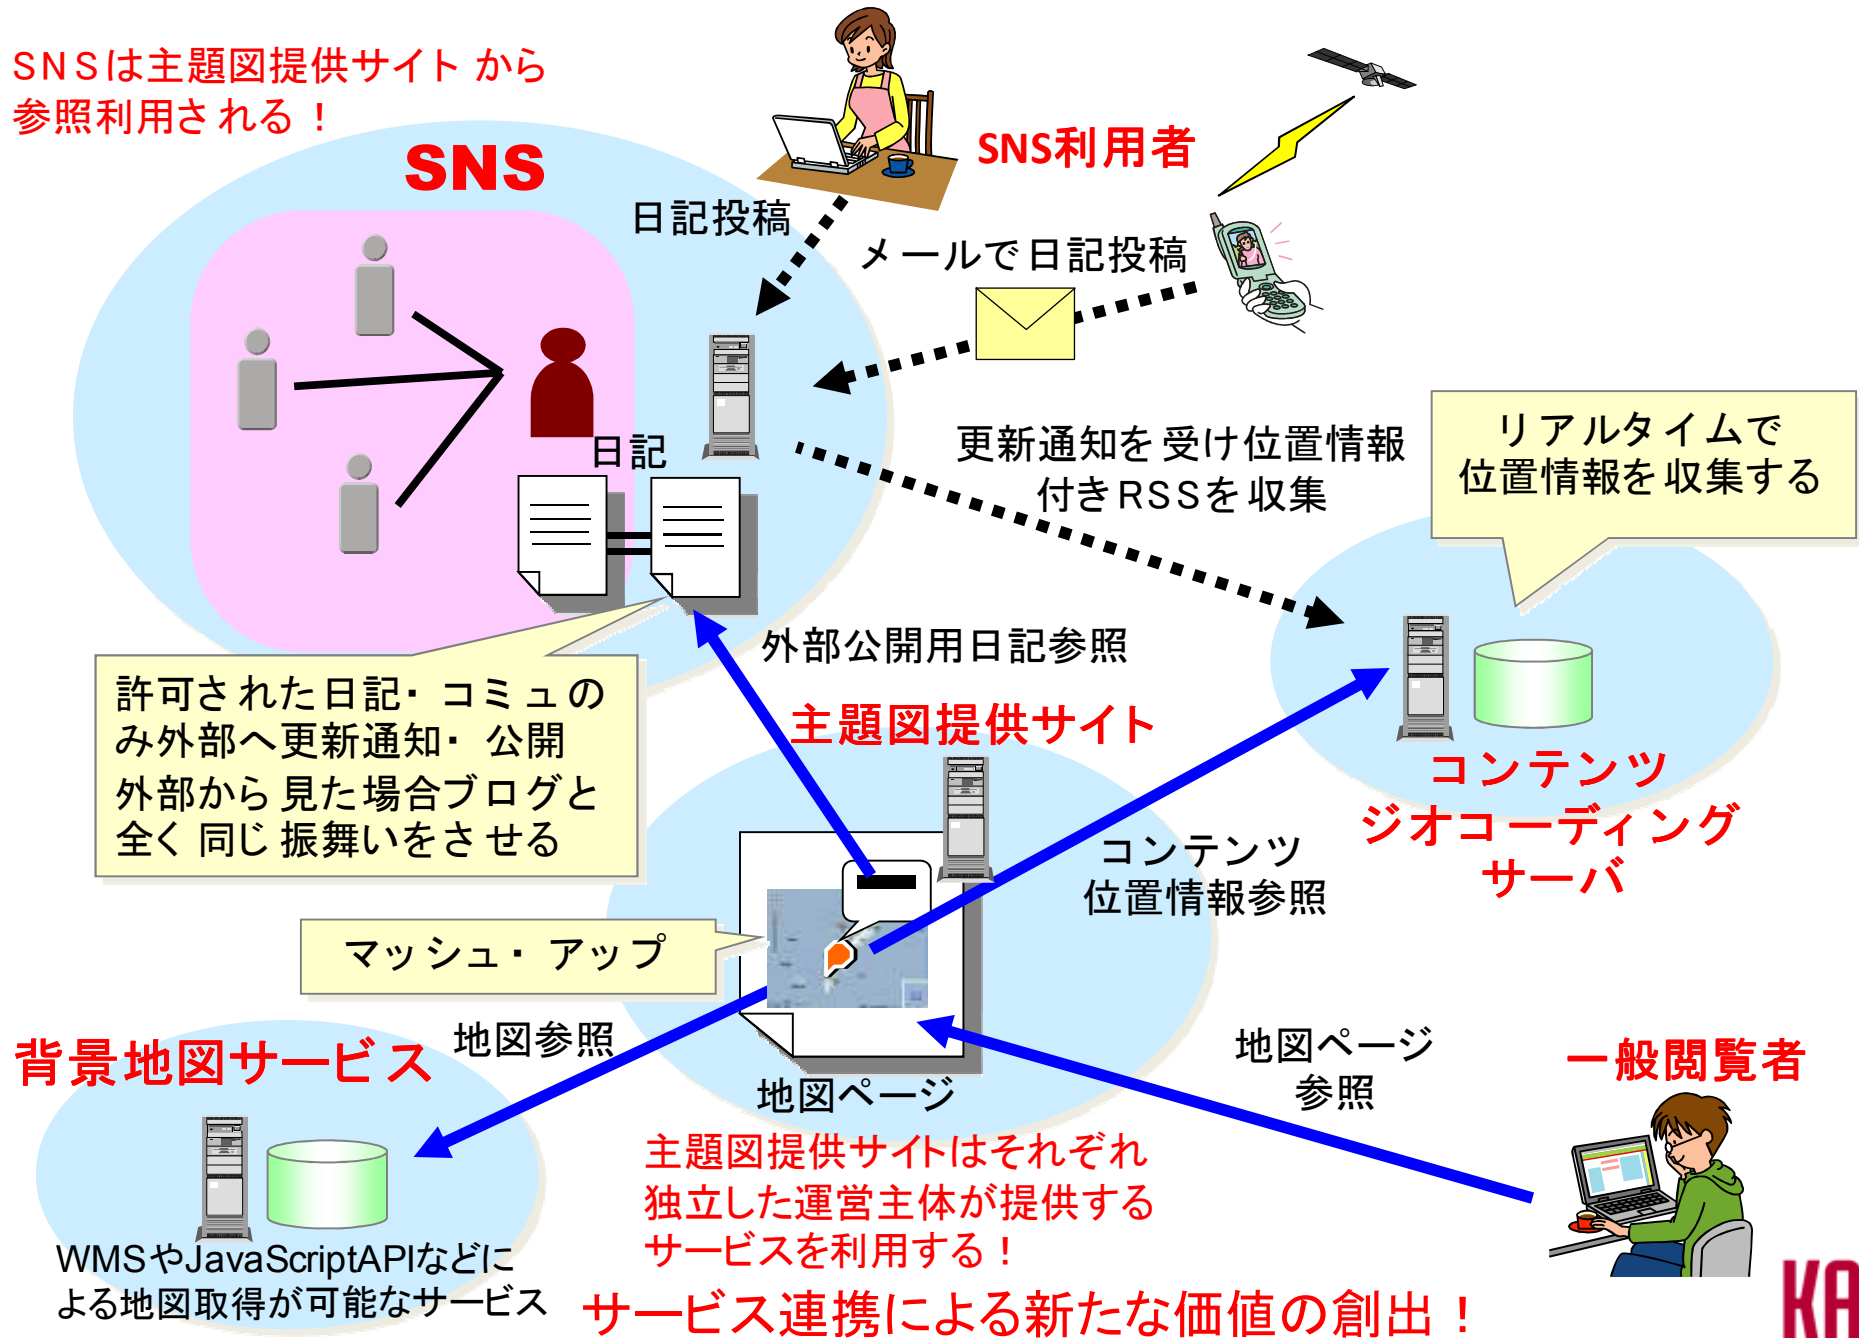 SNSは主題図提供サイトから
参照利用される！
SNS
SNS利用者
日記投稿
メールで日記投稿
日記
更新通知を受け位置情報
付きRSSを収集
リアルタイムで
位置情報を収集する
外部公開用日記参照
許可された日記・コミュの
み外部へ更新通知・公開
外部から見た場合ブログと
全く同じ振舞いをさせる
主題図提供サイト
コンテンツ
ジオコーディング
サーバ
コンテンツ
位置情報参照
マッシュ・アップ
背景地図サービス
地図参照
地図ページ
地図ページ
参照
一般閲覧者
主題図提供サイトはそれぞれ
独立した運営主体が提供する
サービスを利用する！
WMSやJavaScriptAPIなどに
よる地図取得が可能なサービス
サービス連携による新たな価値の創出！
KA